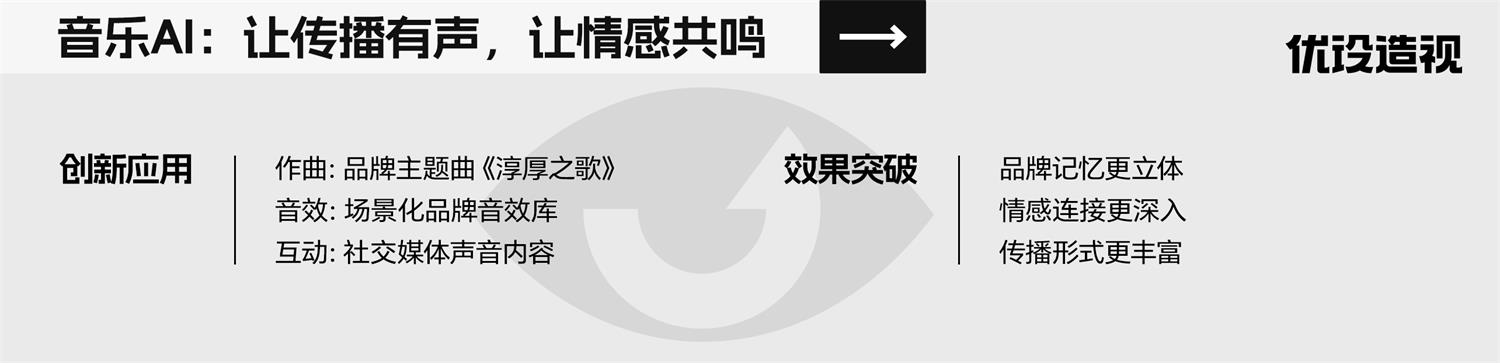 音乐AI：让传播有声，让情感共鸣
优设造视
创新应用
作曲：品牌主题曲《淳厚之歌》
音效：场景化品牌音效库
互动：社交媒体声音内容
效果突破
品牌记忆更立体
情感连接更深入
传播形式更丰富